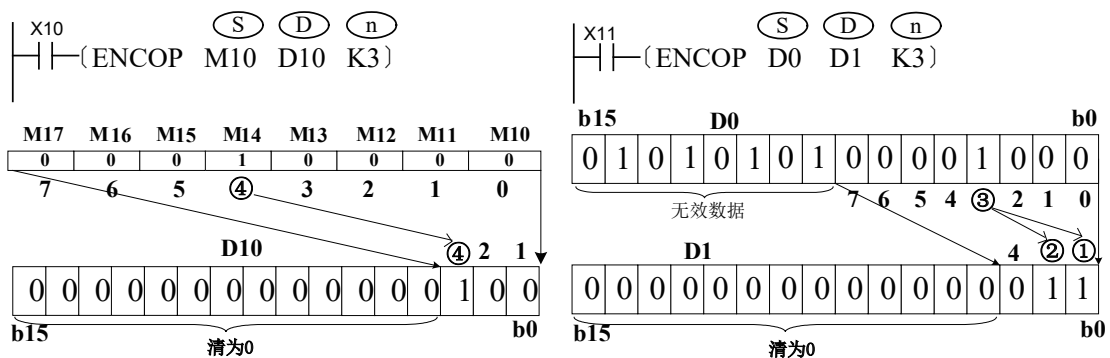 S D n
X10
〔ENCOP M10 D10 K3〕
M17 M16 M15 M14 M13 M12 M11 M10
0 0 0 1 0 0 0 0
7 6 5 ④ 3 2 1 0
④ 2 1
D10
0 0 0 0 0 0 0 0 0 0 0 0 0 1 0 0
b15 b0
清为0
S D n
X11
〔ENCOP D0 D1 K3〕
b15 D0 b0
0 1 0 1 0 1 0 1 0 0 0 0 1 0 0 0
7 6 5 4 ③ 2 1 0
无效数据
D1 4 ② ①
0 0 0 0 0 0 0 0 0 0 0 0 0 0 1 1
b15 b0
清为0